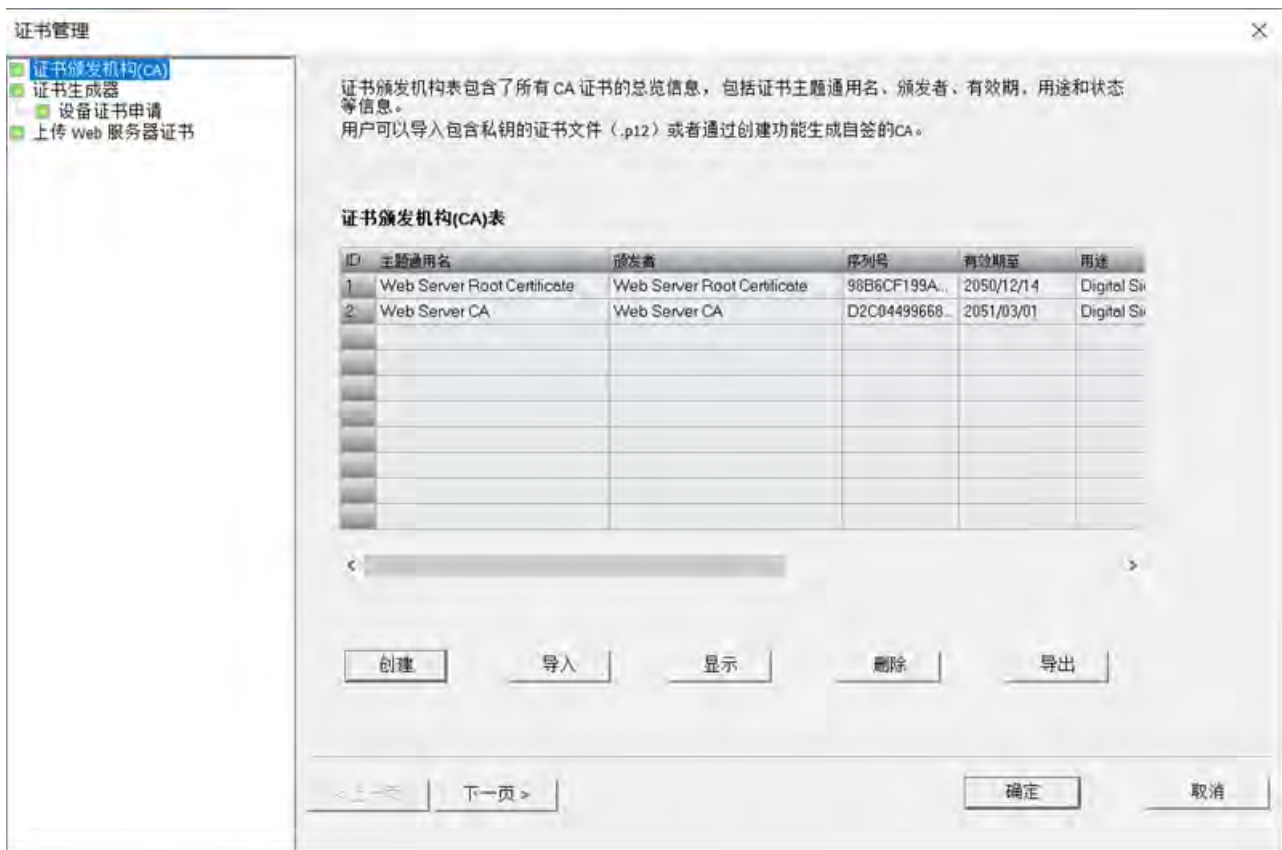 证书管理
证书颁发机构(CA)
证书生成器
设备证书申请
上传 Web 服务器证书
证书颁发机构表包含了所有 CA 证书的总览信息，包括证书主题通用名、颁发者、有效期、用途和状态
等信息。
用户可以导入包含私钥的证书文件（.p12）或者通过创建功能生成自签的CA。
证书颁发机构(CA)表
ID 主题通用名 颁发者 序列号 有效期至 用途
1 Web Server Root Certificate Web Server Root Certificate 98B6CF199A... 2050/12/14 Digital Si
2 Web Server CA Web Server CA D2C04499668... 2051/03/01 Digital Si
创建 导入 显示 删除 导出
<上一页 下一页 > 确定 取消